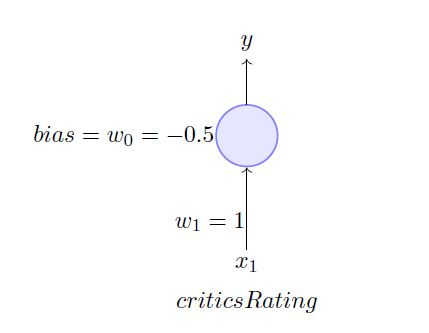 y
bias = w₀ = −0.5
w₁ = 1
x₁
criticsRating